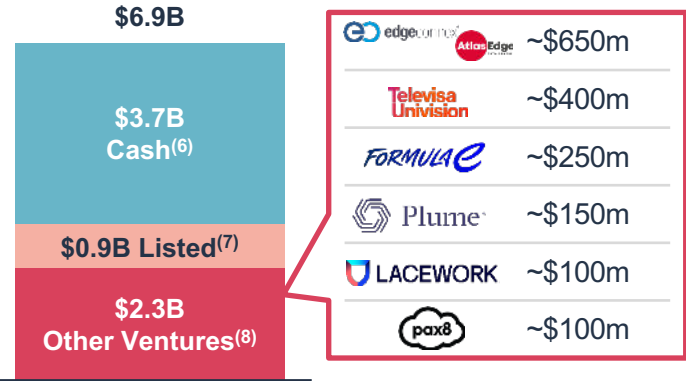 $6.9B
$3.7B
Cash(6)
$0.9B Listed(7)
$2.3B
Other Ventures(8)
edgeconnex
AtlasEdge
~$650m
Televisa
Univision
~$400m
FORMULA E
~$250m
Plume
~$150m
LACEWORK
~$100m
pax8
~$100m